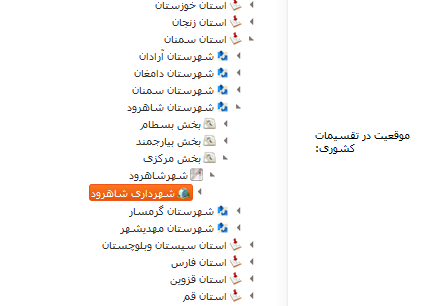 استان خوزستان
استان زنجان
استان سمنان
شهرستان آرادان
شهرستان دامغان
شهرستان سمنان
شهرستان شاهرود
بخش بسطام
بخش بیارجمند
بخش مرکزی
شهرشاهرود
شهرداری شاهرود
شهرستان گرمسار
شهرستان مهدیشهر
استان سیستان وبلوچستان
استان فارس
استان قزوین
استان قم
موقعیت در تقسیمات
کشوری: